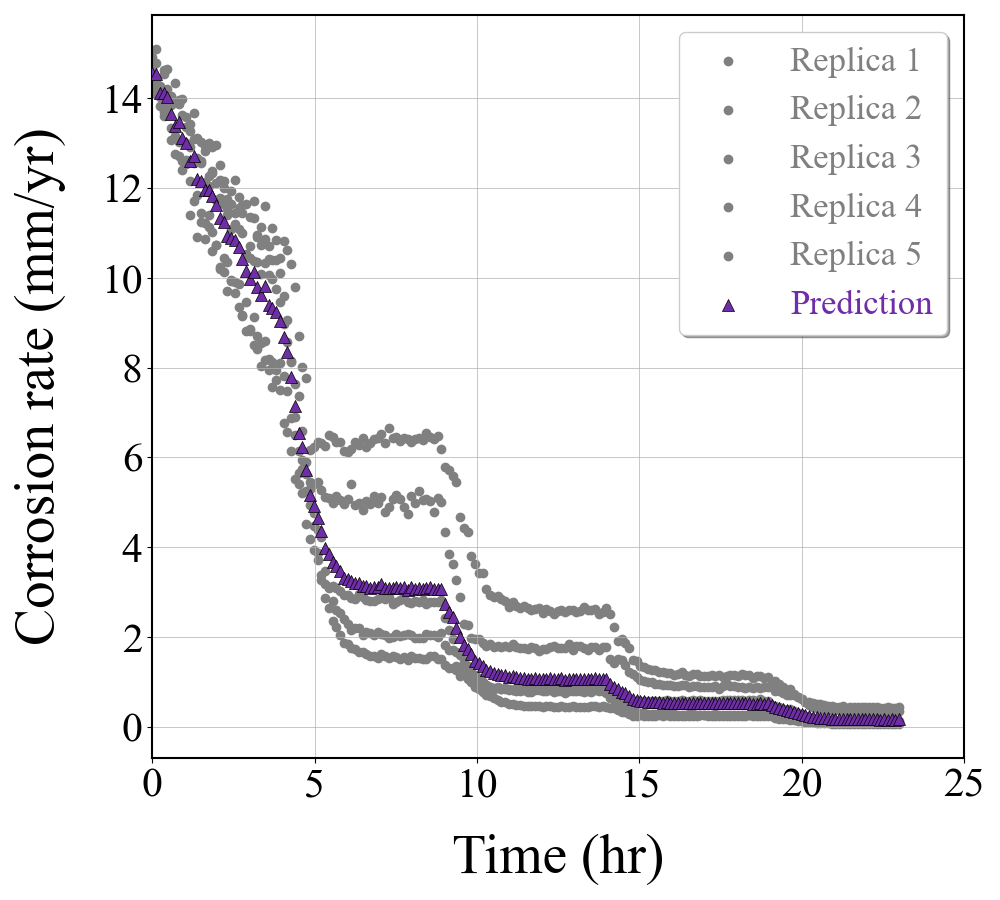 Corrosion rate (mm/yr)
14
12
10
8
6
4
2
0
Replica 1
Replica 2
Replica 3
Replica 4
Replica 5
Prediction
0 5 10 15 20 25
Time (hr)